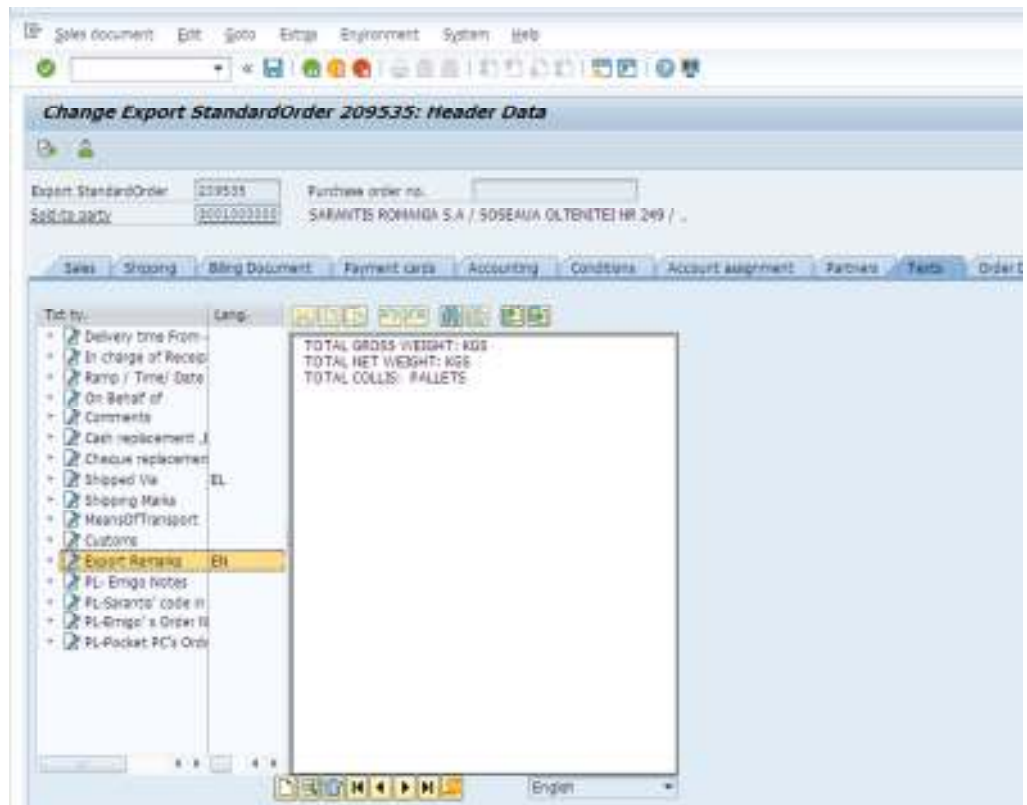 Sales document Edit Goto Extras Environment System Help
Change Export StandardOrder 209535: Header Data
Export StandardOrder 209535 Purchase order no.
Sold-to party SARANTIS ROMANIA S.A / SOSEAUA OLTENITEI NR 249 / ..
Sales Shipping Billing Document Payment cards Accounting Conditions Account assignment Partners Texts Order D
Txt ty. Lang.
Delivery time From -
In charge of Recep
Ramp / Time/ Date
On Behalf of
Comments
Cash replacement
Cheque replacemen
Shipped Via EL
Shipping Marks
MeansOfTransport
Customs
Export Remarks EN
PL- Emigo Notes
PL-Sarantis' code in
PL-Emigo' s Order N
PL-Pocket PC's Orde
TOTAL GROSS WEIGHT: KGS
TOTAL NET WEIGHT: KGS
TOTAL COLLIS: PALLETS
English